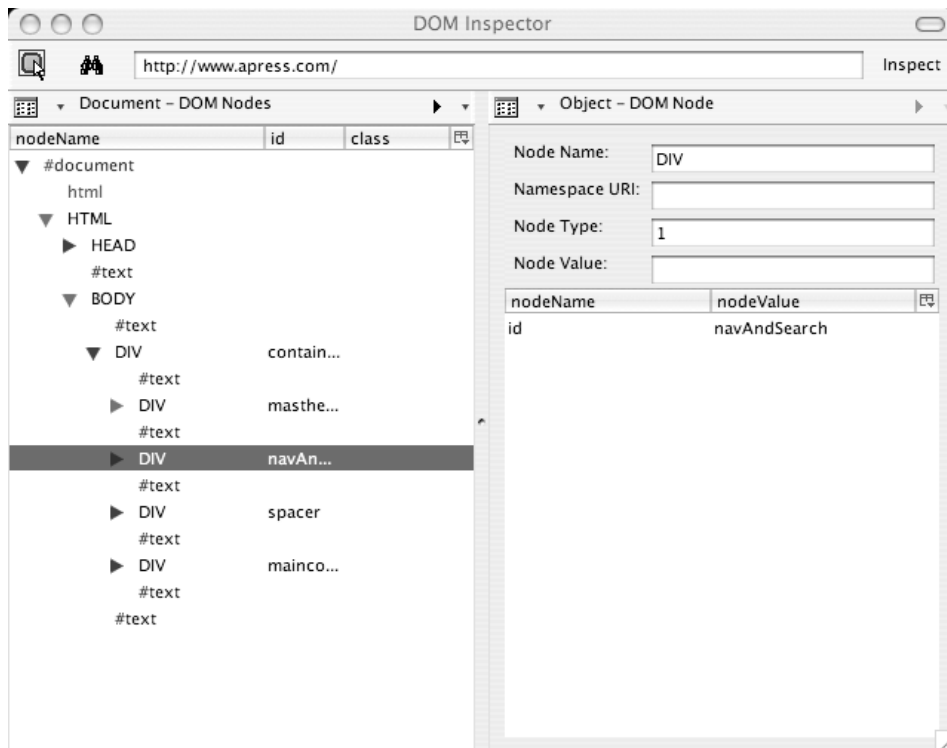 DOM Inspector
http://www.apress.com/ Inspect
Document – DOM Nodes
nodeName id class
#document
html
HTML
HEAD
#text
BODY
#text
DIV contain...
#text
DIV masthe...
#text
DIV navAn...
#text
DIV spacer
#text
DIV mainco...
#text
#text
Object – DOM Node
Node Name: DIV
Namespace URI:
Node Type: 1
Node Value:
nodeName nodeValue
id navAndSearch